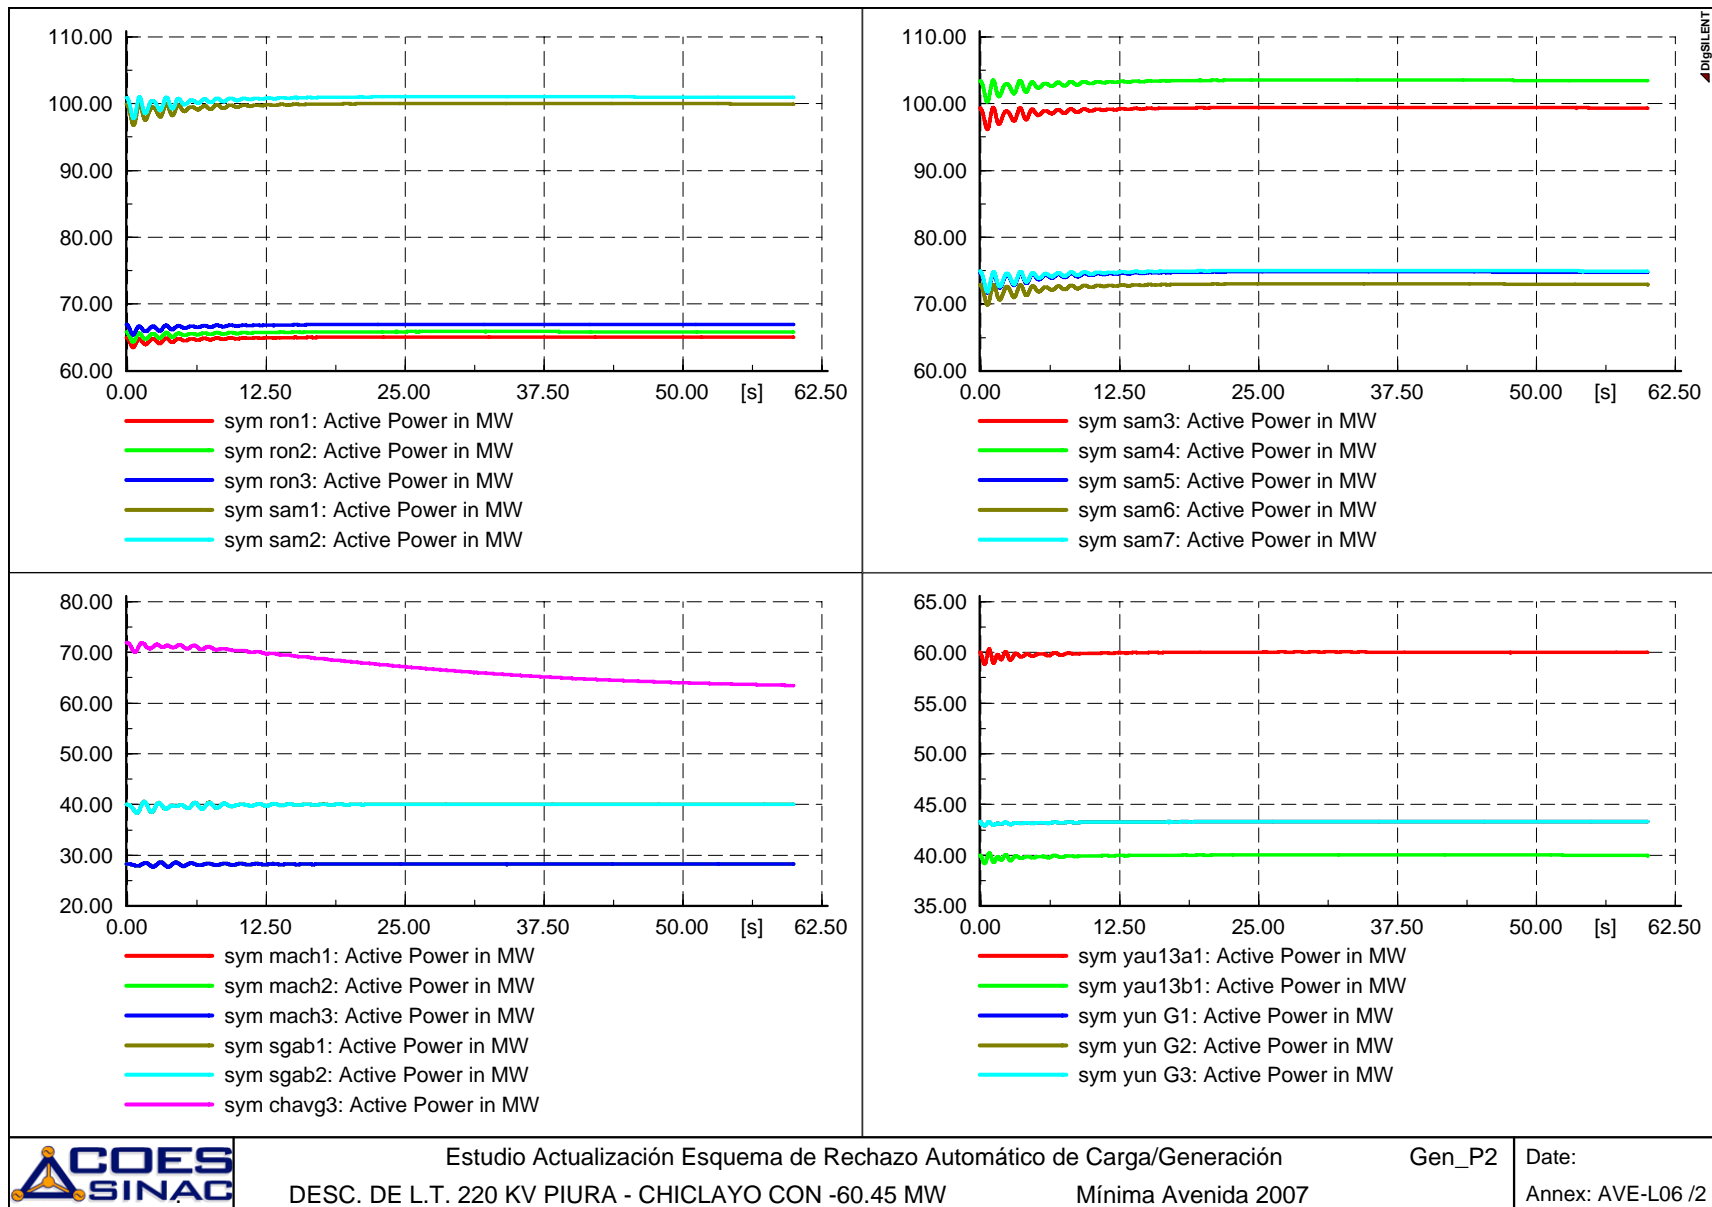 DIgSILENT
110.00
100.00
90.00
80.00
70.00
60.00
0.00 12.50 25.00 37.50 50.00 [s] 62.50
sym ron1: Active Power in MW
sym ron2: Active Power in MW
sym ron3: Active Power in MW
sym sam1: Active Power in MW
sym sam2: Active Power in MW
110.00
100.00
90.00
80.00
70.00
60.00
0.00 12.50 25.00 37.50 50.00 [s] 62.50
sym sam3: Active Power in MW
sym sam4: Active Power in MW
sym sam5: Active Power in MW
sym sam6: Active Power in MW
sym sam7: Active Power in MW
80.00
70.00
60.00
50.00
40.00
30.00
20.00
0.00 12.50 25.00 37.50 50.00 [s] 62.50
sym mach1: Active Power in MW
sym mach2: Active Power in MW
sym mach3: Active Power in MW
sym sgab1: Active Power in MW
sym sgab2: Active Power in MW
sym chavg3: Active Power in MW
65.00
60.00
55.00
50.00
45.00
40.00
35.00
0.00 12.50 25.00 37.50 50.00 [s] 62.50
sym yau13a1: Active Power in MW
sym yau13b1: Active Power in MW
sym yun G1: Active Power in MW
sym yun G2: Active Power in MW
sym yun G3: Active Power in MW
COES
SINAC
Estudio Actualización Esquema de Rechazo Automático de Carga/Generación Gen_P2
DESC. DE L.T. 220 KV PIURA - CHICLAYO CON -60.45 MW Mínima Avenida 2007
Date:
Annex: AVE-L06 /2